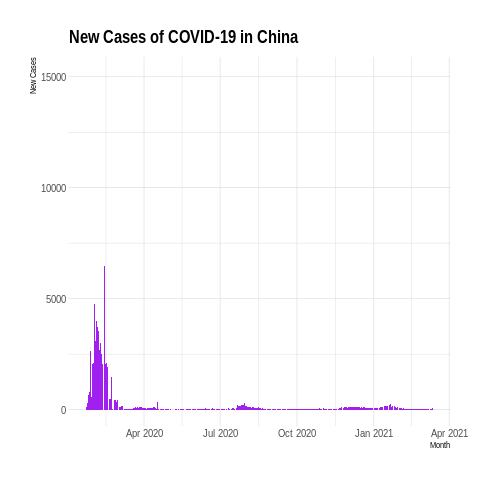 New Cases of COVID-19 in China
New Cases
15000
10000
5000
0
Apr 2020 Jul 2020 Oct 2020 Jan 2021 Apr 2021
Month